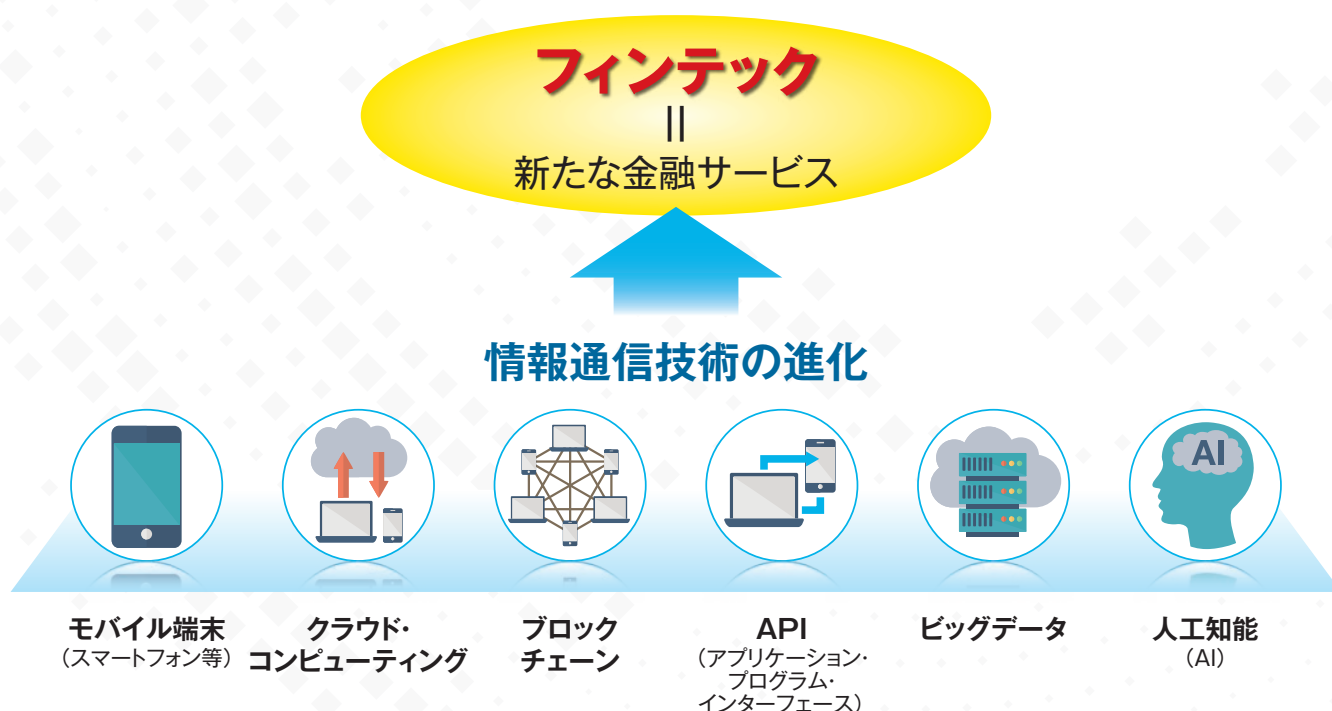 フィンテック
=
新たな金融サービス
情報通信技術の進化
AI
モバイル端末
(スマートフォン等)
クラウド・
コンピューティング
ブロック
チェーン
API
(アプリケーション・
プログラム・
インターフェース)
ビッグデータ
人工知能
(AI)